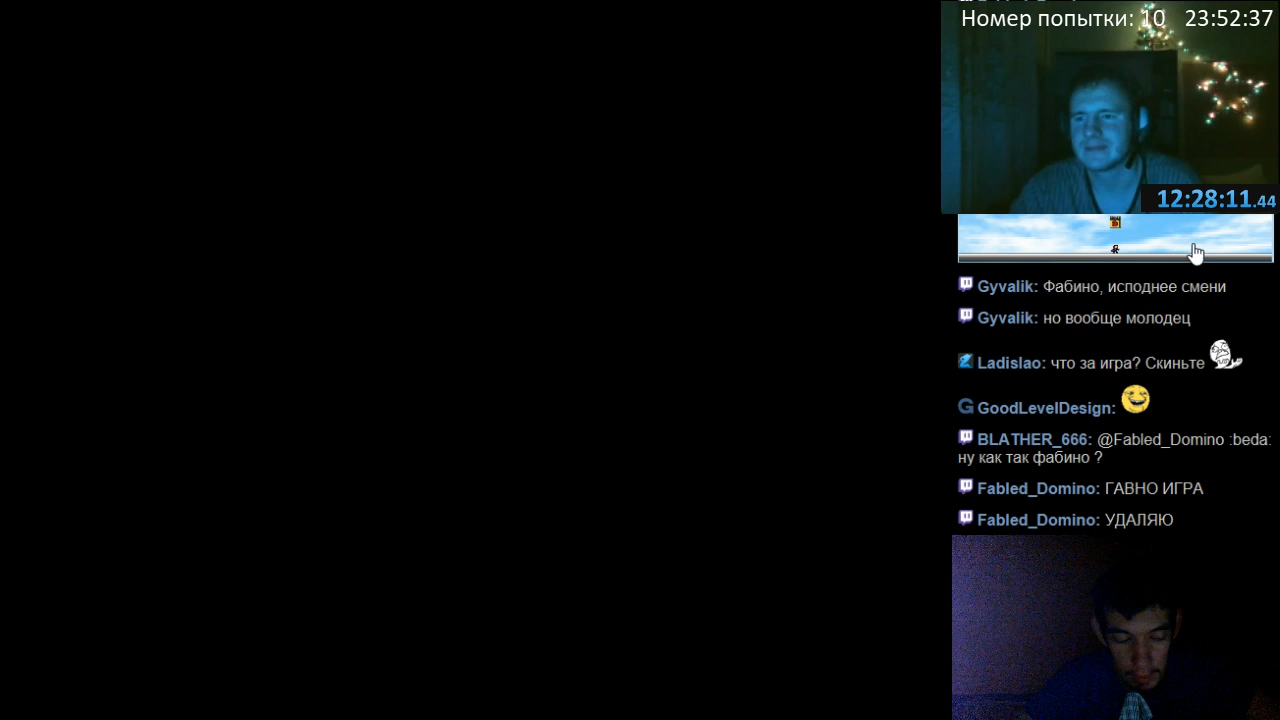 Номер попытки: 10 23:52:37
12:28:11.44
Gyvalik: Фабино, исподнее смени
Gyvalik: но вообще молодец
Ladislao: что за игра? Скиньте
GoodLevelDesign:
BLATHER_666: @Fabled_Domino :beda:
ну как так фабино ?
Fabled_Domino: ГАВНО ИГРА
Fabled_Domino: УДАЛЯЮ